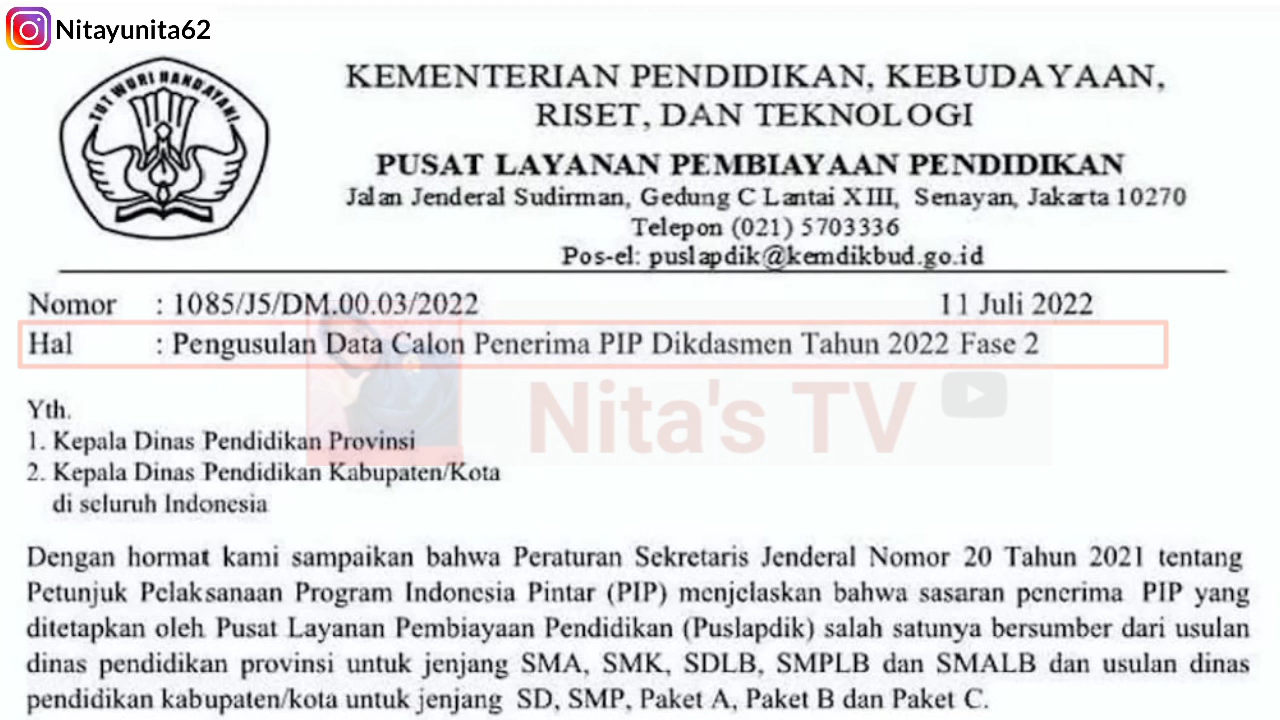 Nitayunita62
TUT WURI HANDAYANI
KEMENTERIAN PENDIDIKAN, KEBUDAYAAN,
RISET, DAN TEKNOLOGI
PUSAT LAYANAN PEMBIAYAAN PENDIDIKAN
Jalan Jenderal Sudirman, Gedung C Lantai XIII, Senayan, Jakarta 10270
Telepon (021) 5703336
Pos-el: puslapdik@kemdikbud.go.id
Nomor : 1085/J5/DM.00.03/2022 11 Juli 2022
Hal : Pengusulan Data Calon Penerima PIP Dikdasmen Tahun 2022 Fase 2
Nita's TV
Yth.
1. Kepala Dinas Pendidikan Provinsi
2. Kepala Dinas Pendidikan Kabupaten/Kota
di seluruh Indonesia
Dengan hormat kami sampaikan bahwa Peraturan Sekretaris Jenderal Nomor 20 Tahun 2021 tentang
Petunjuk Pelaksanaan Program Indonesia Pintar (PIP) menjelaskan bahwa sasaran penerima PIP yang
ditetapkan oleh Pusat Layanan Pembiayaan Pendidikan (Puslapdik) salah satunya bersumber dari usulan
dinas pendidikan provinsi untuk jenjang SMA, SMK, SDLB, SMPLB dan SMALB dan usulan dinas
pendidikan kabupaten/kota untuk jenjang SD, SMP, Paket A, Paket B dan Paket C.